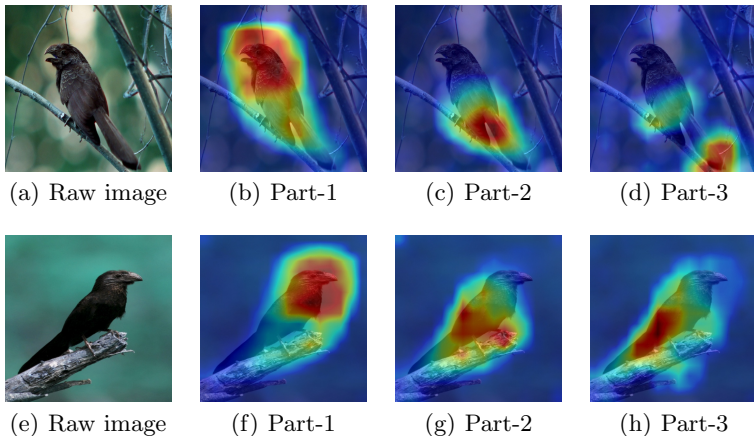 (a) Raw image (b) Part-1 (c) Part-2 (d) Part-3
(e) Raw image (f) Part-1 (g) Part-2 (h) Part-3